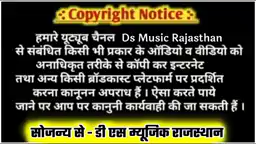 -: Copyright Notice :-
हमारे यूट्यूब चैनल Ds Music Rajasthan
से संबंधित किसी भी प्रकार के ऑडियो व वीडियो को
अनाधिकृत तरीके से कॉपी कर इन्टरनेट
तथा अन्य किसी ब्रॉडकास्ट प्लेटफार्म पर प्रदर्शित
करना कानूनन अपराध हैं । ऐसा करते पाये
जाने पर आप पर कानुनी कार्यवाही की जा सकती हैं ।
सोजन्य से - डी एस म्यूजिक राजस्थान